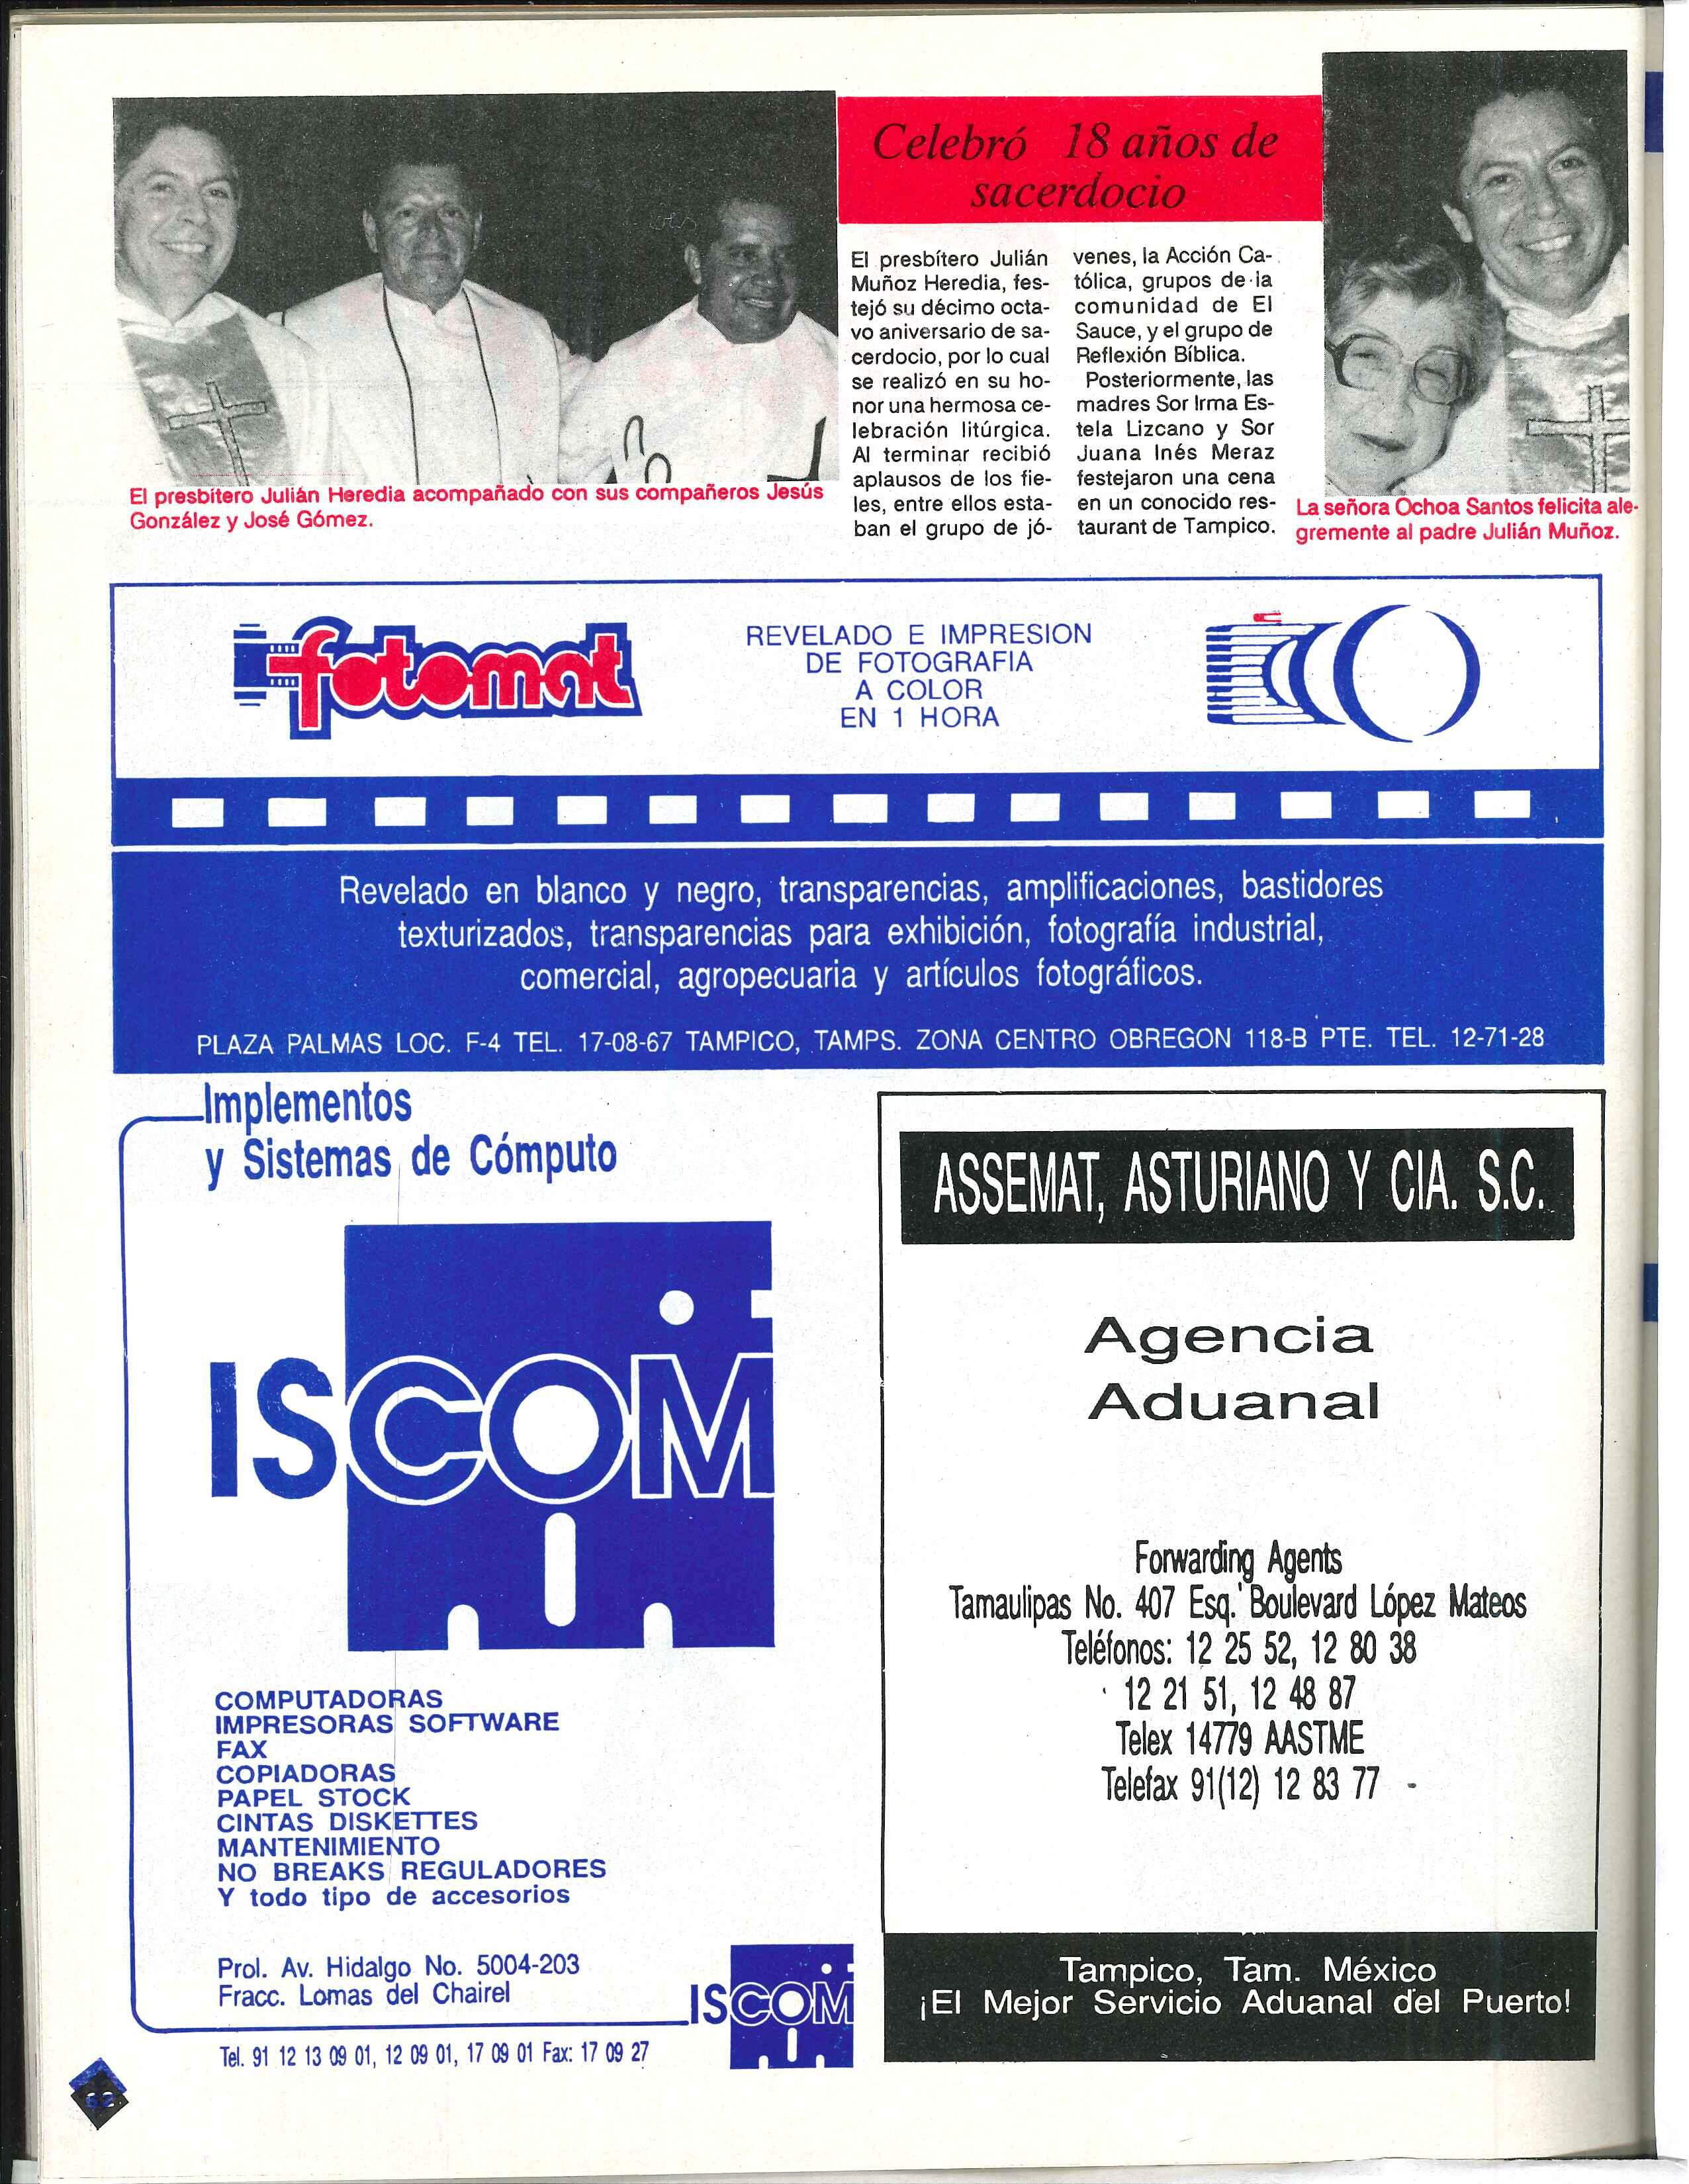 Celebró 18 años de
sacerdocio
El presbítero Julián
Muñoz Heredia, fes-
tejó su décimo octa-
vo aniversario de sa-
cerdocio, por lo cual
se realizó en su ho-
nor una hermosa ce-
lebración litúrgica.
Al terminar recibió
aplausos de los fie-
les, entre ellos esta-
ban el grupo de jó-
venes, la Acción Ca-
tólica, grupos de la
comunidad de El
Sauce, y el grupo de
Reflexión Bíblica.
Posteriormente, las
madres Sor Irma Es-
tela Lizcano y Sor
Juana Inés Meraz
festejaron una cena
en un conocido res-
taurant de Tampico.
El presbítero Julián Heredia acompañado con sus compañeros Jesús
González y José Gómez.
La señora Ochoa Santos felicita ale-
gremente al padre Julián Muñoz.
fotomat
REVELADO E IMPRESION
DE FOTOGRAFIA
A COLOR
EN 1 HORA
Revelado en blanco y negro, transparencias, amplificaciones, bastidores
texturizados, transparencias para exhibición, fotografía industrial,
comercial, agropecuaria y artículos fotográficos.
PLAZA PALMAS LOC. F-4 TEL. 17-08-67 TAMPICO, TAMPS. ZONA CENTRO OBREGON 118-B PTE. TEL. 12-71-28
Implementos
y Sistemas de Cómputo
ISCOM
COMPUTADORAS
IMPRESORAS SOFTWARE
FAX
COPIADORAS
PAPEL STOCK
CINTAS DISKETTES
MANTENIMIENTO
NO BREAKS REGULADORES
Y todo tipo de accesorios
Prol. Av. Hidalgo No. 5004-203
Fracc. Lomas del Chairel
ISCOM
Tel. 91 12 13 09 01, 12 09 01, 17 09 01 Fax: 17 09 27
ASSEMAT, ASTURIANO Y CIA. S.C.
Agencia
Aduanal
Forwarding Agents
Tamaulipas No. 407 Esq. Boulevard López Mateos
Teléfonos: 12 25 52, 12 80 38
12 21 51, 12 48 87
Telex 14779 AASTME
Telefax 91(12) 12 83 77
Tampico, Tam. México
¡El Mejor Servicio Aduanal del Puerto!
62